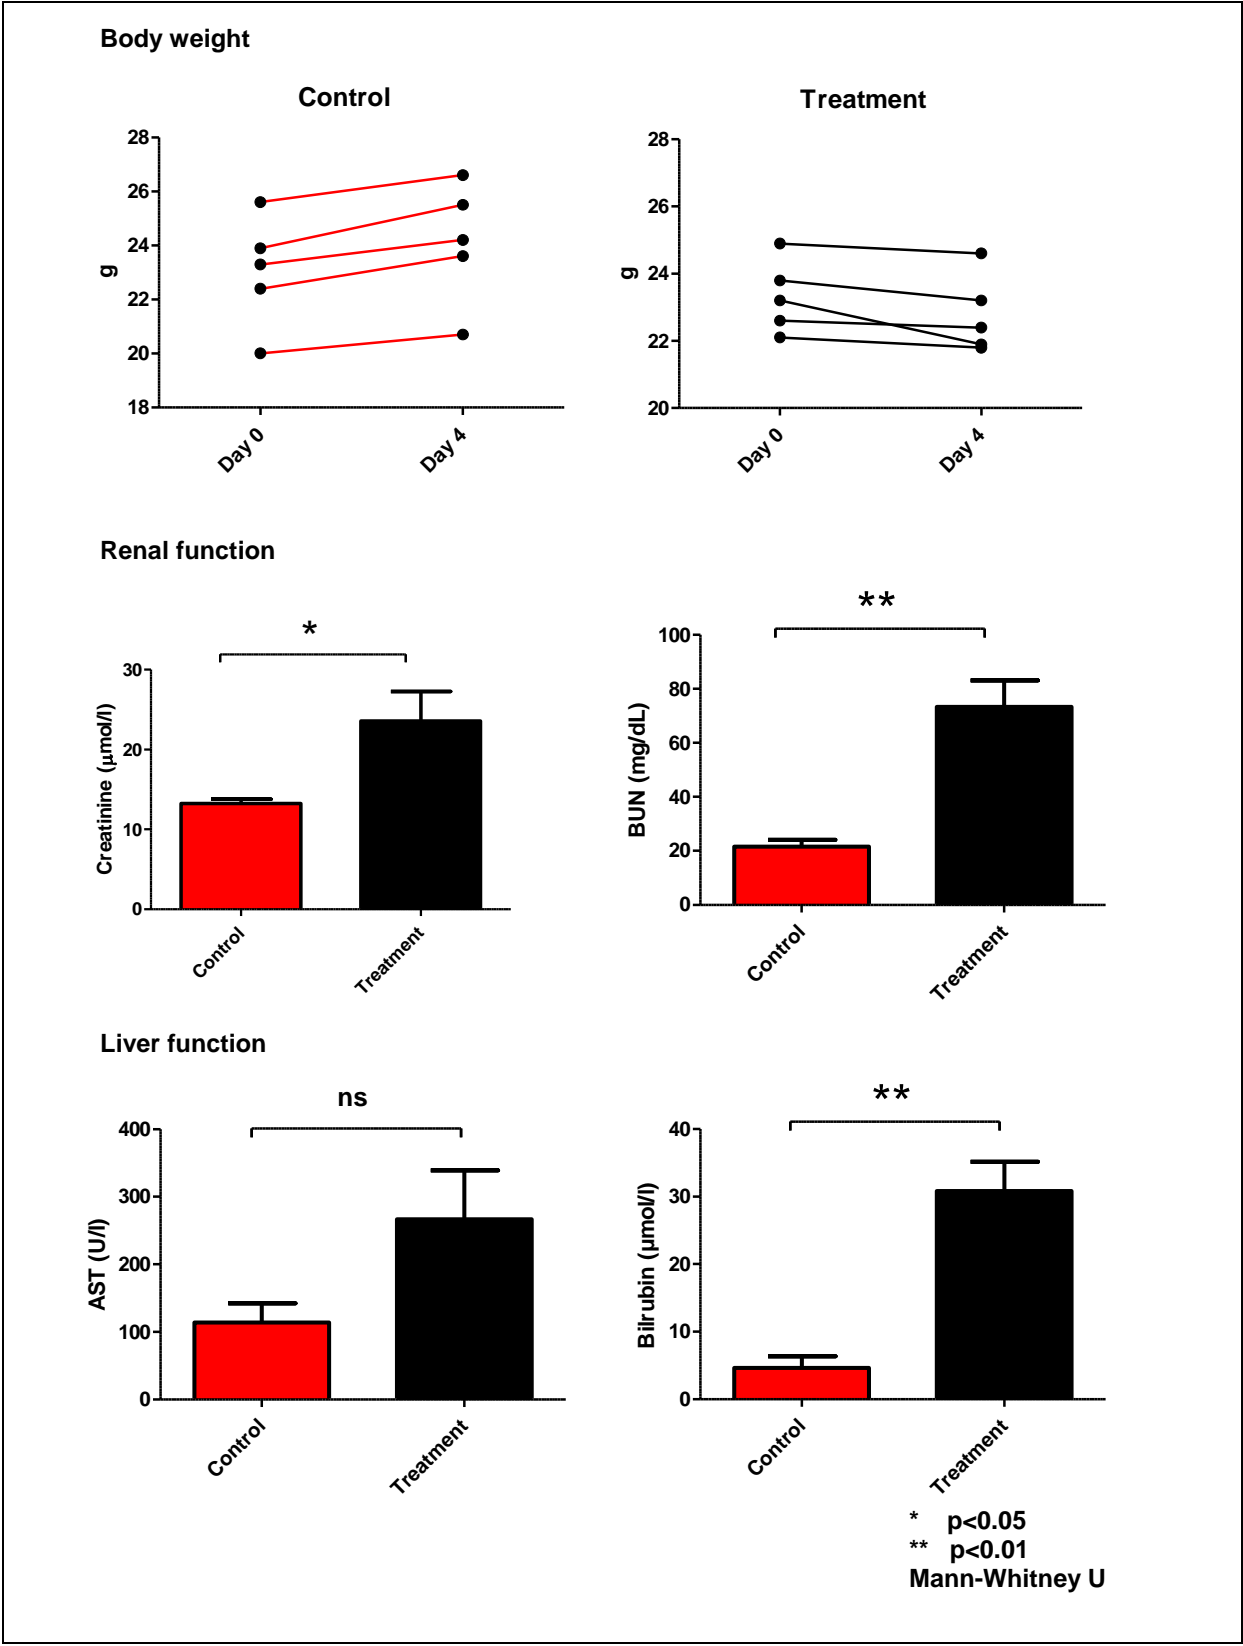 Body weight
Control
28
26
24
22
20
18
g
Day 0
Day 4
Treatment
28
26
24
22
20
g
Day 0
Day 4
Renal function
*
30
20
10
0
Creatinine (µmol/l)
Control
Treatment
**
100
80
60
40
20
0
BUN (mg/dL)
Control
Treatment
Liver function
ns
400
300
200
100
0
AST (U/l)
Control
Treatment
**
40
30
20
10
0
Bilrubin (µmol/l)
Control
Treatment
* p<0.05
** p<0.01
Mann-Whitney U